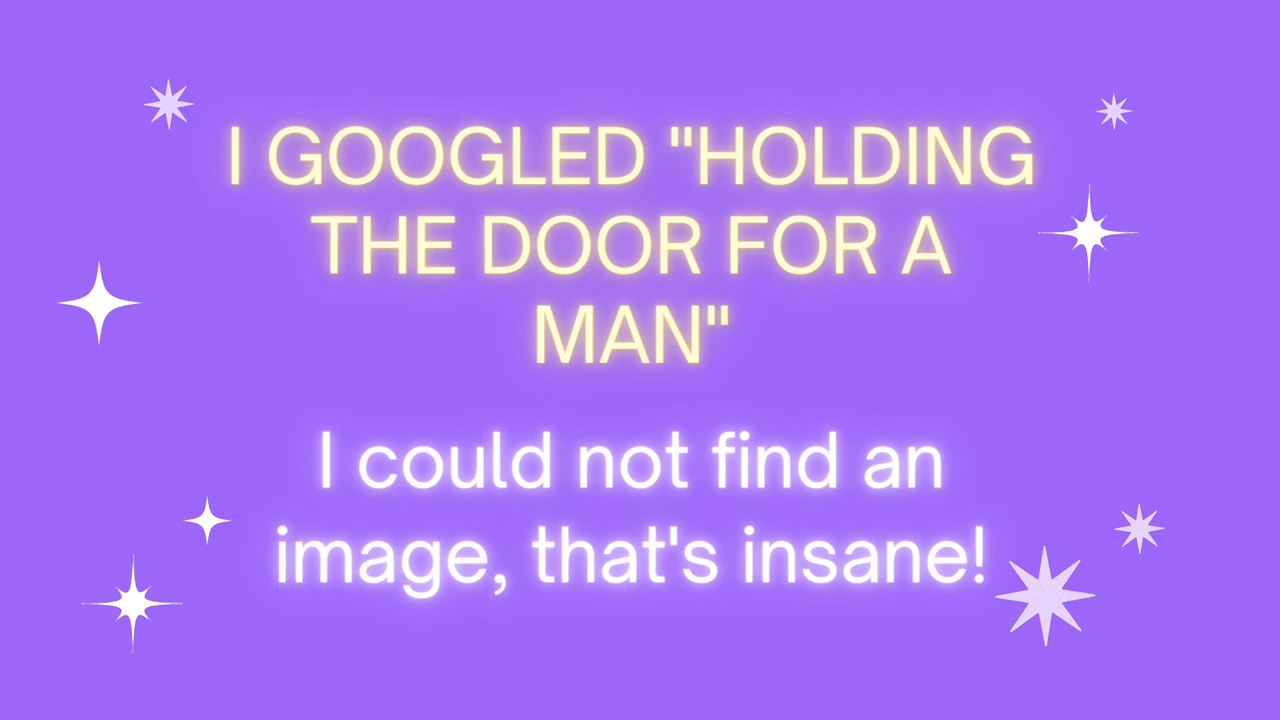 I GOOGLED "HOLDING
THE DOOR FOR A
MAN"
I could not find an
image, that's insane!